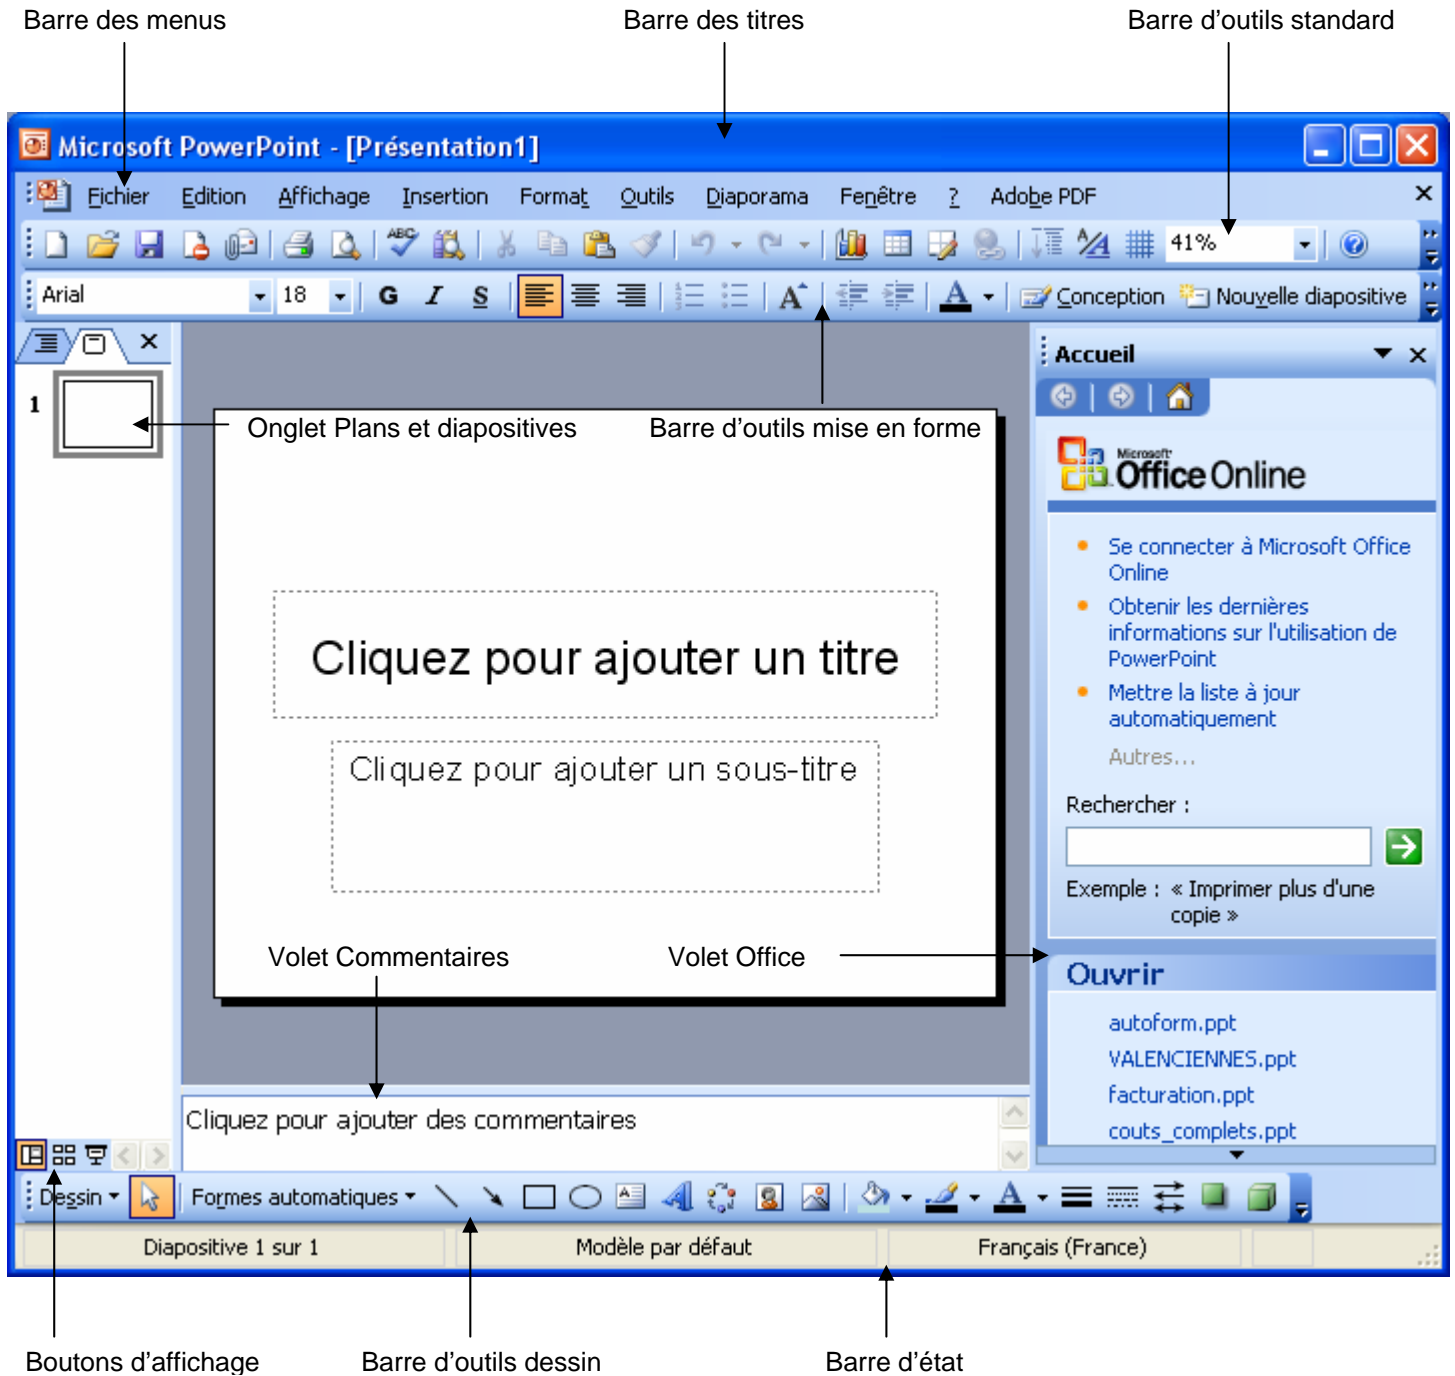 Barre des menus
Barre des titres
Barre d'outils standard
Microsoft PowerPoint - [Présentation1]
Fichier Edition Affichage Insertion Format Outils Diaporama Fenêtre ? Adobe PDF
ABC 41%
Arial 18 G I S A A Conception Nouvelle diapositive
Accueil
1
Onglet Plans et diapositives
Barre d'outils mise en forme
Microsoft
Office Online
Se connecter à Microsoft Office
Online
Obtenir les dernières
informations sur l'utilisation de
PowerPoint
Mettre la liste à jour
automatiquement
Autres...
Cliquez pour ajouter un titre
Cliquez pour ajouter un sous-titre
Rechercher :
Exemple : « Imprimer plus d'une
copie »
Volet Commentaires
Volet Office
Ouvrir
autoform.ppt
VALENCIENNES.ppt
facturation.ppt
couts_complets.ppt
Cliquez pour ajouter des commentaires
Dessin Formes automatiques A A
Diapositive 1 sur 1
Modèle par défaut
Français (France)
Boutons d'affichage
Barre d'outils dessin
Barre d'état